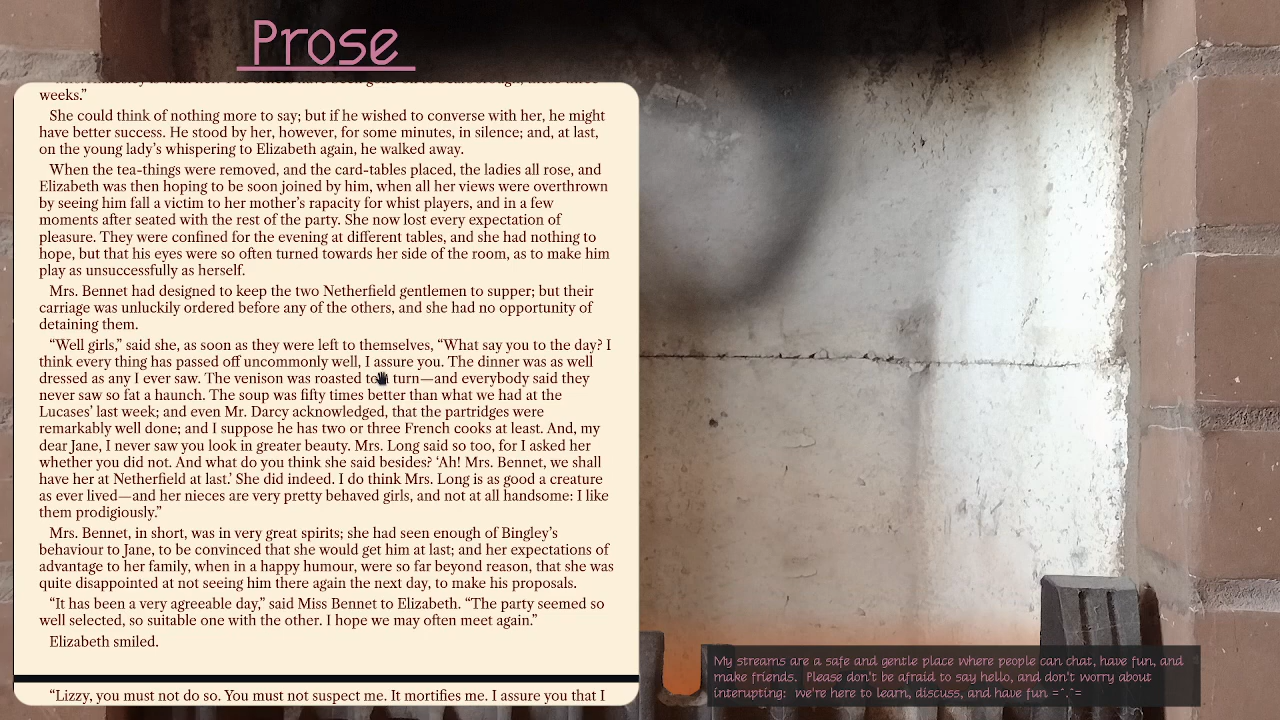 Prose
weeks.”
She could think of nothing more to say; but if he wished to converse with her, he might
have better success. He stood by her, however, for some minutes, in silence; and, at last,
on the young lady’s whispering to Elizabeth again, he walked away.
When the tea-things were removed, and the card-tables placed, the ladies all rose, and
Elizabeth was then hoping to be soon joined by him, when all her views were overthrown
by seeing him fall a victim to her mother’s rapacity for whist players, and in a few
moments after seated with the rest of the party. She now lost every expectation of
pleasure. They were confined for the evening at different tables, and she had nothing to
hope, but that his eyes were so often turned towards her side of the room, as to make him
play as unsuccessfully as herself.
Mrs. Bennet had designed to keep the two Netherfield gentlemen to supper; but their
carriage was unluckily ordered before any of the others, and she had no opportunity of
detaining them.
“Well girls,” said she, as soon as they were left to themselves, “What say you to the day? I
think every thing has passed off uncommonly well, I assure you. The dinner was as well
dressed as any I ever saw. The venison was roasted to turn—and everybody said they
never saw so fat a haunch. The soup was fifty times better than what we had at the
Lucases’ last week; and even Mr. Darcy acknowledged, that the partridges were
remarkably well done; and I suppose he has two or three French cooks at least. And, my
dear Jane, I never saw you look in greater beauty. Mrs. Long said so too, for I asked her
whether you did not. And what do you think she said besides? ‘Ah! Mrs. Bennet, we shall
have her at Netherfield at last.’ She did indeed. I do think Mrs. Long is as good a creature
as ever lived—and her nieces are very pretty behaved girls, and not at all handsome: I like
them prodigiously.”
Mrs. Bennet, in short, was in very great spirits; she had seen enough of Bingley’s
behaviour to Jane, to be convinced that she would get him at last; and her expectations of
advantage to her family, when in a happy humour, were so far beyond reason, that she was
quite disappointed at not seeing him there again the next day, to make his proposals.
“It has been a very agreeable day,” said Miss Bennet to Elizabeth. “The party seemed so
well selected, so suitable one with the other. I hope we may often meet again.”
Elizabeth smiled.
“Lizzy, you must not do so. You must not suspect me. It mortifies me. I assure you that I
My streams are a safe and gentle place where people can chat, have fun, and
make friends. Please don't be afraid to say hello, and don't worry about
interupting: we're here to learn, discuss, and have fun =^.^=